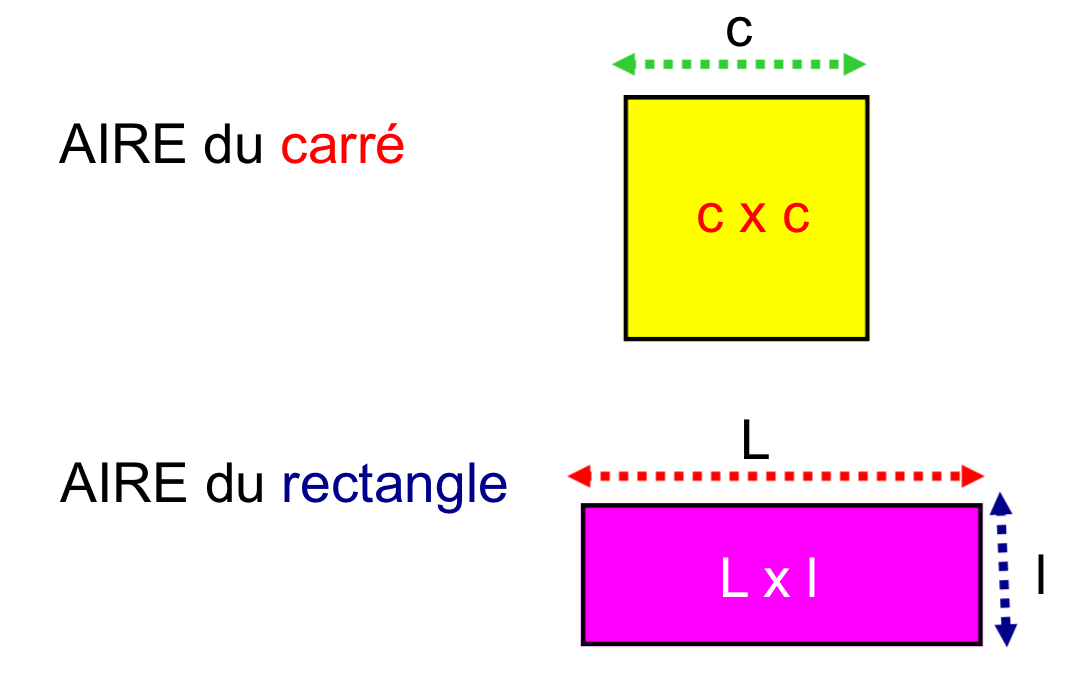 c
AIRE du carré
c x c
L
AIRE du rectangle
L x l
l